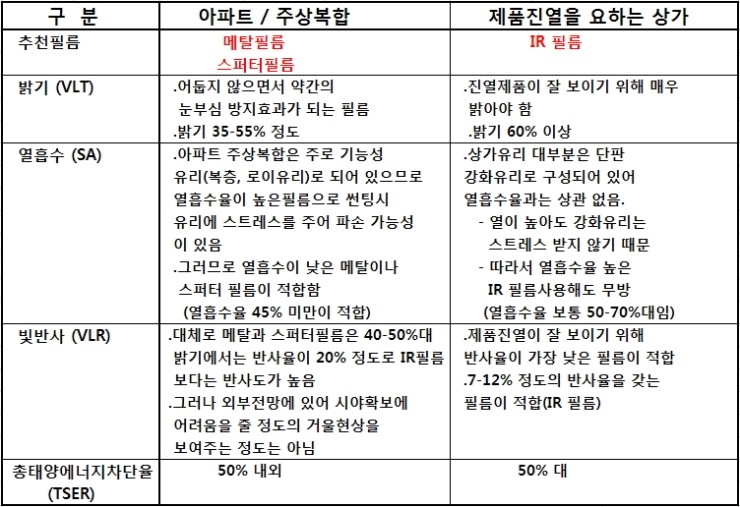 구 분
아파트 / 주상복합
제품진열을 요하는 상가
추천필름
메탈필름
스퍼터필름
IR 필름
밝기 (VLT)
.어둡지 않으면서 약간의
눈부심 방지효과가 되는 필름
.밝기 35-55% 정도
.진열제품이 잘 보이기 위해 매우
밝아야 함
.밝기 60% 이상
열흡수 (SA)
.아파트 주상복합은 주로 기능성
유리(복층, 로이유리)로 되어 있으므로
열흡수율이 높은필름으로 썬팅시
유리에 스트레스를 주어 파손 가능성
이 있음
.그러므로 열흡수이 낮은 메탈이나
스퍼터 필름이 적합함
(열흡수율 45% 미만이 적합)
.상가유리 대부분은 단판
강화유리로 구성되어 있어
열흡수율과는 상관 없음.
- 열이 높아도 강화유리는
스트레스 받지 않기 때문
- 따라서 열흡수율 높은
IR 필름사용해도 무방
(열흡수율 보통 50-70%대임)
빛반사 (VLR)
.대체로 메탈과 스퍼터필름은 40-50%대
밝기에서는 반사율이 20% 정도로 IR필름
보다는 반사도가 높음
.그러나 외부전망에 있어 시야확보에
어려움을 줄 정도의 거울현상을
보여주는 정도는 아님
.제품진열이 잘 보이기 위해
반사율이 가장 낮은 필름이 적합
.7-12% 정도의 반사율을 갖는
필름이 적합(IR 필름)
총태양에너지차단율
(TSER)
50% 내외
50% 대